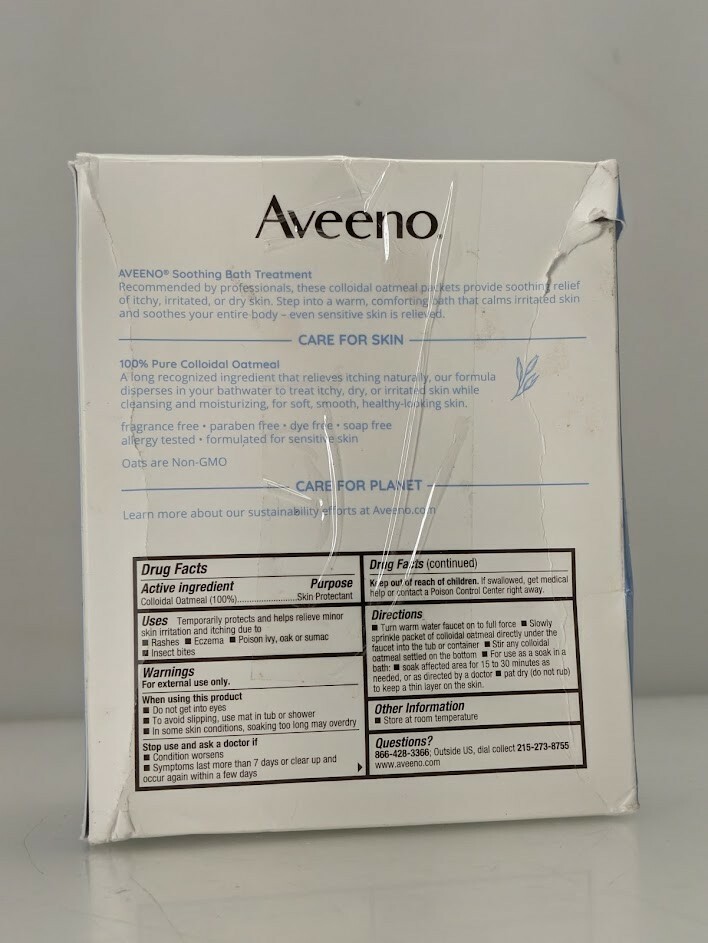 Aveeno®
AVEENO® Soothing Bath Treatment
Recommended by professionals, these colloidal oatmeal packets provide soothing relief
of itchy, irritated, or dry skin. Step into a warm, comforting bath that calms irritated skin
and soothes your entire body – even sensitive skin is relieved.
CARE FOR SKIN
100% Pure Colloidal Oatmeal
A long recognized ingredient that relieves itching naturally, our formula
disperses in your bathwater to treat itchy, dry, or irritated skin while
cleansing and moisturizing, for soft, smooth, healthy-looking skin.
fragrance free • paraben free • dye free • soap free
allergy tested • formulated for sensitive skin
Oats are Non-GMO
CARE FOR PLANET
Learn more about our sustainability efforts at Aveeno.com
Drug Facts
Active ingredient Purpose
Colloidal Oatmeal (100%)..........................Skin Protectant
Uses Temporarily protects and helps relieve minor
skin irritation and itching due to
■ Rashes ■ Eczema ■ Poison ivy, oak or sumac
■ Insect bites
Warnings
For external use only.
When using this product
■ Do not get into eyes
■ To avoid slipping, use mat in tub or shower
■ In some skin conditions, soaking too long may overdry
Stop use and ask a doctor if
■ Condition worsens
■ Symptoms last more than 7 days or clear up and
occur again within a few days
Drug Facts (continued)
Keep out of reach of children. If swallowed, get medical
help or contact a Poison Control Center right away.
Directions
■ Turn warm water faucet on to full force ■ Slowly
sprinkle packet of colloidal oatmeal directly under the
faucet into the tub or container ■ Stir any colloidal
oatmeal settled on the bottom ■ For use as a soak in a
bath: ■ soak affected area for 15 to 30 minutes as
needed, or as directed by a doctor ■ pat dry (do not rub)
to keep a thin layer on the skin.
Other Information
■ Store at room temperature
Questions?
866-428-3366; Outside US, dial collect 215-273-8755
www.aveeno.com